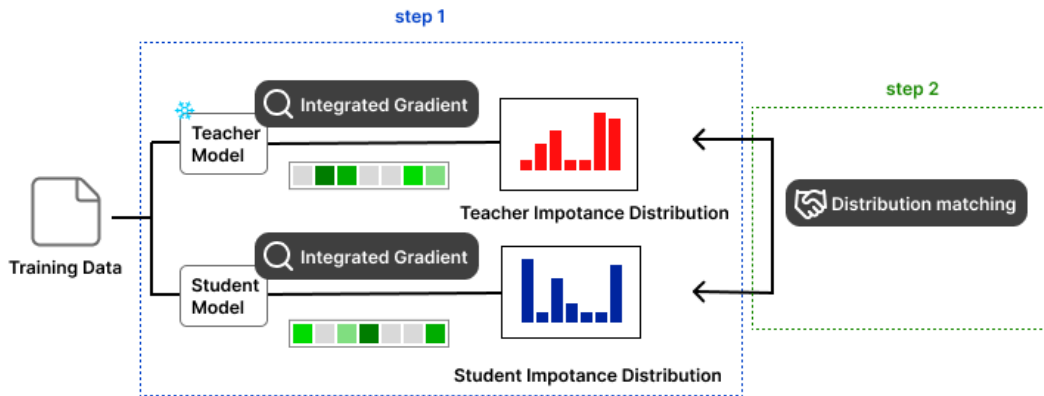 step 1
step 2
Integrated Gradient
Teacher
Model
Teacher Impotance Distribution
Distribution matching
Training Data
Integrated Gradient
Student
Model
Student Impotance Distribution